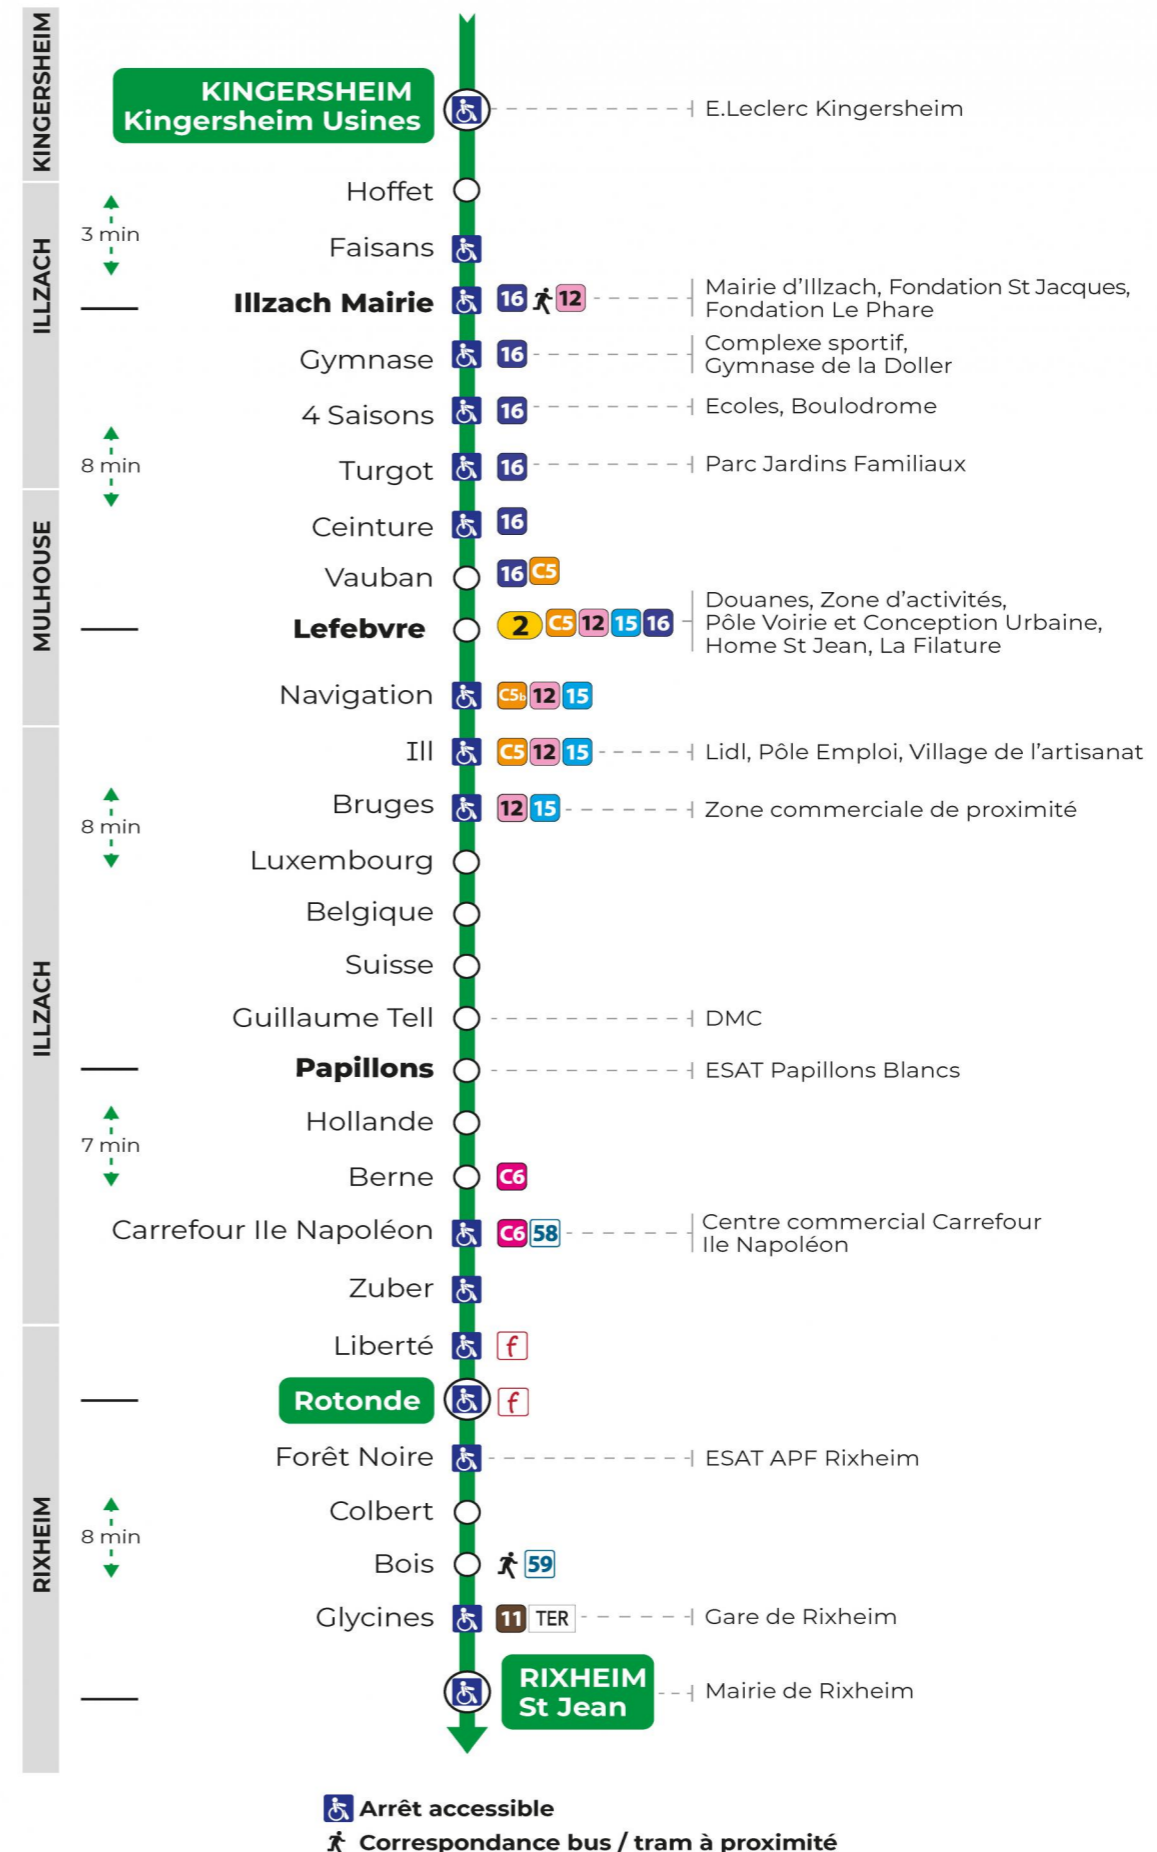 KINGERSHEIM
KINGERSHEIM
Kingersheim Usines
E.Leclerc Kingersheim
ILLZACH
Hoffet
3 min
Faisans
Illzach Mairie 16 12
Mairie d'Illzach, Fondation St Jacques,
Fondation Le Phare
Gymnase 16
Complexe sportif,
Gymnase de la Doller
4 Saisons 16 Ecoles, Boulodrome
8 min
Turgot 16 Parc Jardins Familiaux
MULHOUSE
Ceinture 16
Vauban 16 C5
Lefebvre 2 C5 12 15 16
Douanes, Zone d'activités,
Pôle Voirie et Conception Urbaine,
Home St Jean, La Filature
Navigation C5b 12 15
ILLZACH
Ill C5 12 15 Lidl, Pôle Emploi, Village de l'artisanat
Bruges 12 15 Zone commerciale de proximité
8 min
Luxembourg
Belgique
Suisse
Guillaume Tell DMC
Papillons ESAT Papillons Blancs
Hollande
7 min
Berne C6
Carrefour Ile Napoléon C6 58
Centre commercial Carrefour
Ile Napoléon
Zuber
RIXHEIM
Liberté f
Rotonde f
Forêt Noire ESAT APF Rixheim
Colbert
8 min
Bois 59
Glycines 11 TER Gare de Rixheim
RIXHEIM
St Jean
Mairie de Rixheim
Arrêt accessible
Correspondance bus / tram à proximité